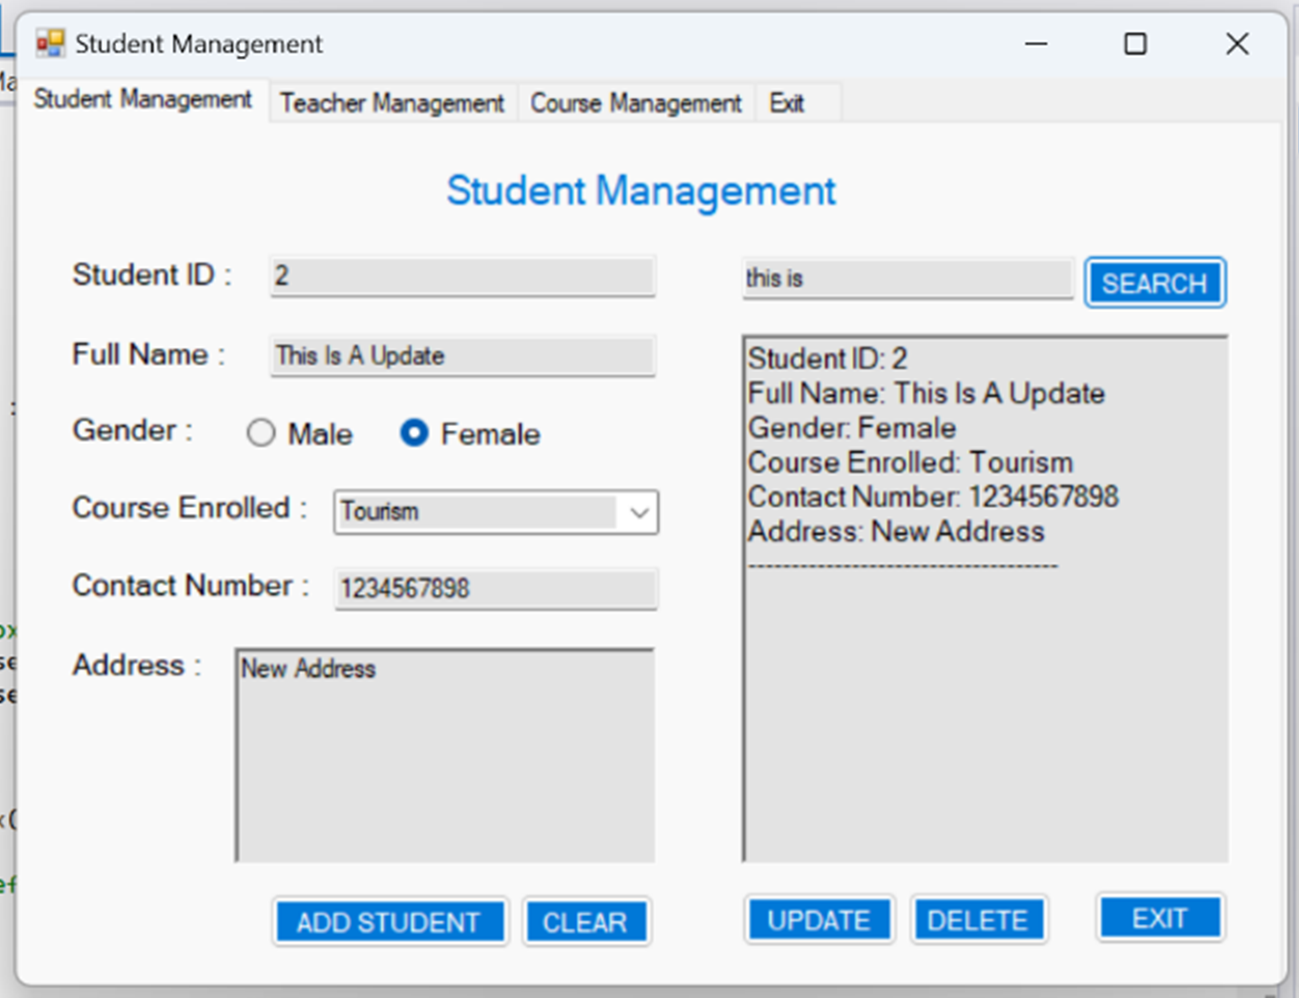 Student Management
Student Management Teacher Management Course Management Exit
Student Management
Student ID : 2
Full Name : This Is A Update
Gender : Male Female
Course Enrolled : Tourism
Contact Number : 1234567898
Address : New Address
ADD STUDENT CLEAR
this is SEARCH
Student ID: 2
Full Name: This Is A Update
Gender: Female
Course Enrolled: Tourism
Contact Number: 1234567898
Address: New Address
-----------------------------------
UPDATE DELETE EXIT